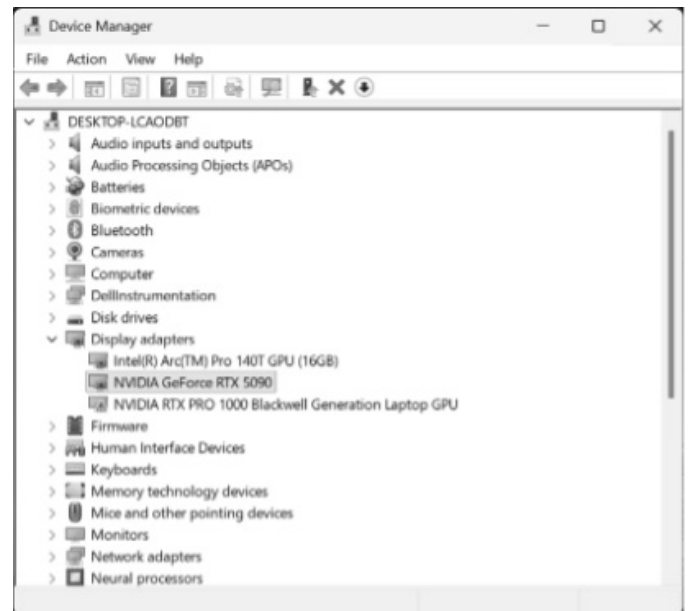 Device Manager
File Action View Help
DESKTOP-LCAODBT
Audio inputs and outputs
Audio Processing Objects (APOs)
Batteries
Biometric devices
Bluetooth
Cameras
Computer
DellInstrumentation
Disk drives
Display adapters
Intel(R) Arc(TM) Pro 140T GPU (16GB)
NVIDIA GeForce RTX 5090
NVIDIA RTX PRO 1000 Blackwell Generation Laptop GPU
Firmware
Human Interface Devices
Keyboards
Memory technology devices
Mice and other pointing devices
Monitors
Network adapters
Neural processors